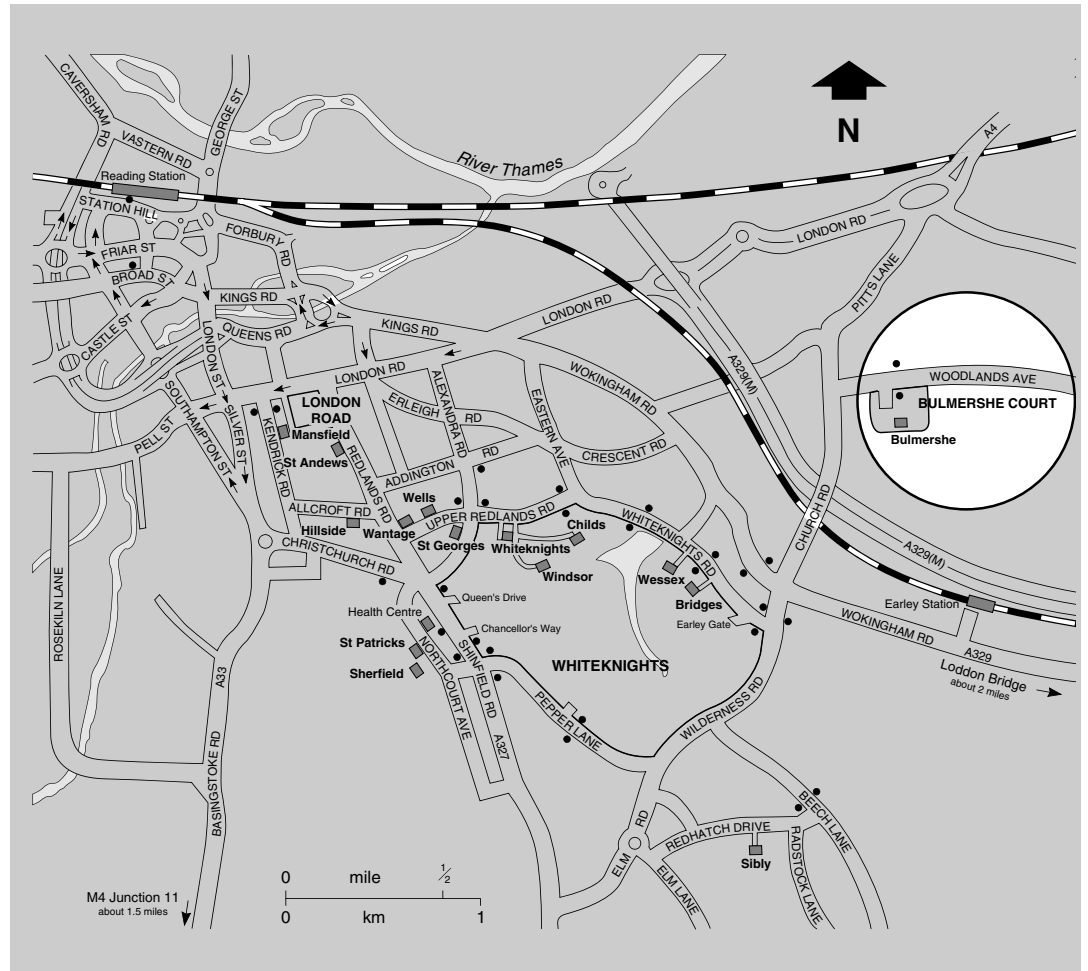 CAVERSHAM RD
GEORGE ST
VASTERN RD
A4
N
River Thames
Reading Station
STATION HILL
FORBURY RD
FRIAR ST
BROAD ST
LONDON RD
PITTS LANE
KINGS RD
CASTLE ST
QUEENS RD
LONDON ST
KINGS RD
LONDON RD
A329(M)
WOKINGHAM RD
LONDON RD
ALEXANDRA RD
EASTERN AVE
WOODLANDS AVE
BULMERSHE COURT
Bulmershe
SOUTHAMPTON ST
SILVER ST
KENDRICK RD
LONDON
ROAD
ERLEIGH RD
PELL ST
Mansfield
St Andrews
REDLANDS RD
ADDINGTON RD
CRESCENT RD
CHURCH RD
ALLCROFT RD
Wells
UPPER REDLANDS RD
Childs
WHITEKNIGHTS RD
Hillside
Wantage
St Georges
Whiteknights
CHRISTCHURCH RD
Windsor
Wessex
Bridges
A329(M)
Earley Station
Queen's Drive
Health Centre
Chancellor's Way
Earley Gate
WOKINGHAM RD
A329
Loddon Bridge
about 2 miles
St Patricks
Sherfield
NORTHCOURT AVE
SHINFIELD RD
A327
WHITEKNIGHTS
PEPPER LANE
WILDERNESS RD
ROSEKILN LANE
A33
BASINGSTOKE RD
BEECH LANE
ELM RD
REDHATCH DRIVE
RADSTOCK LANE
Sibly
ELM LANE
M4 Junction 11
about 1.5 miles
0 mile 1/2
0 km 1